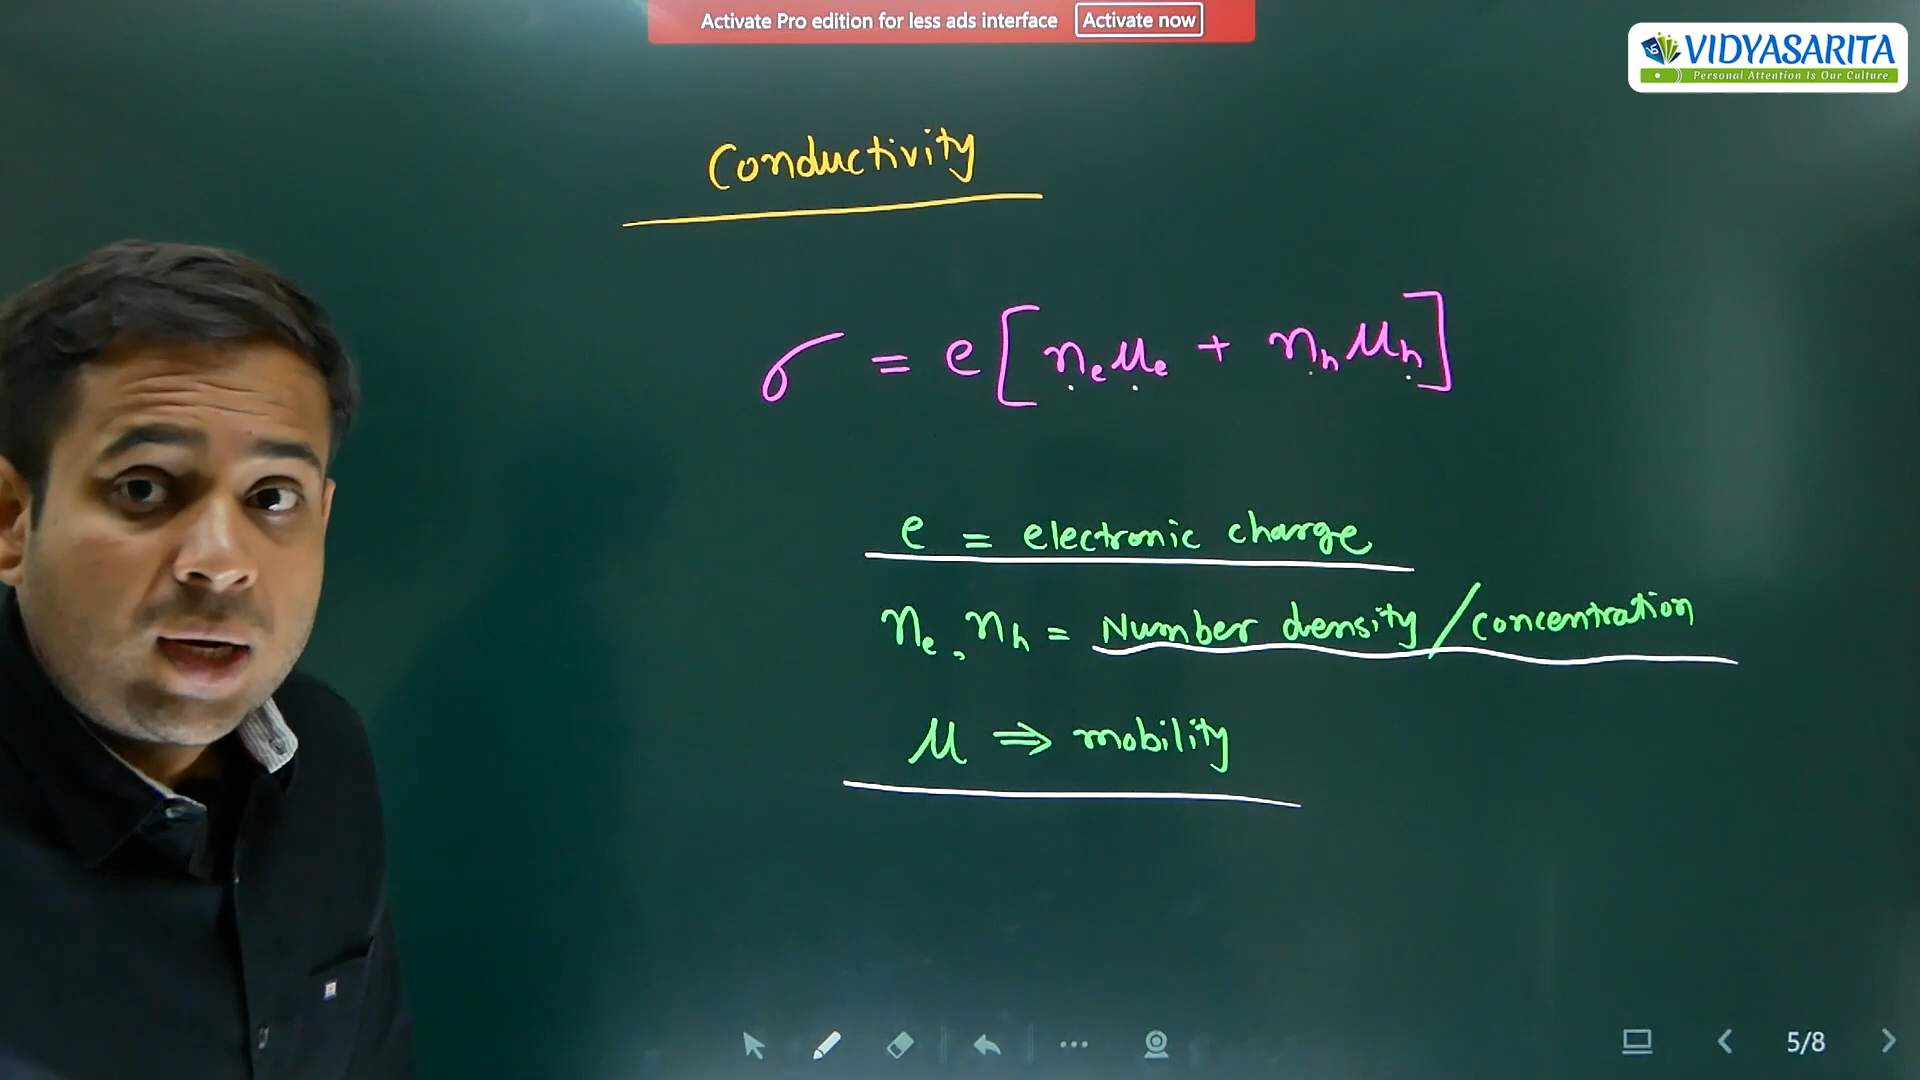 Activate Pro edition for less ads interface Activate now
VIDYASARITA
Personal Attention Is Our Culture
Conductivity
σ = e[nₑμₑ + nₕμₕ]
e = electronic charge
nₑ, nₕ = Number density / concentration
μ ⇒ mobility
5/8